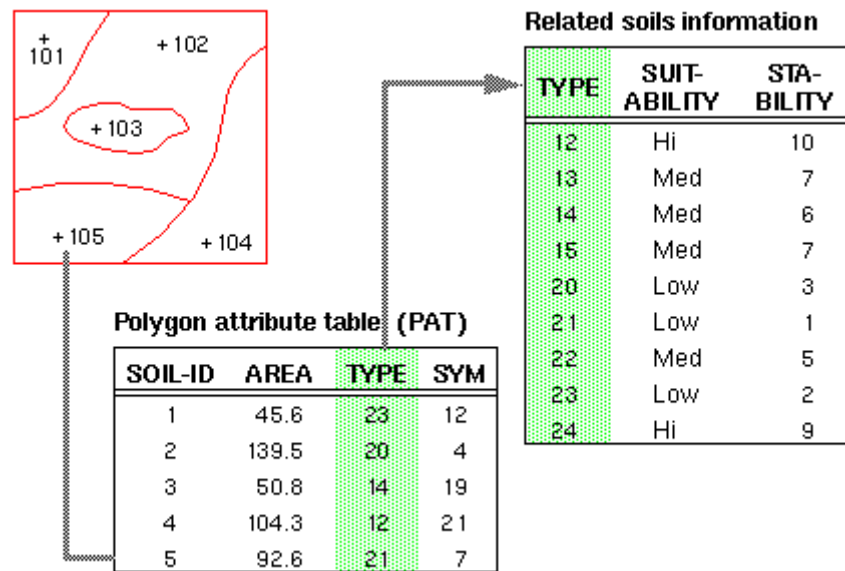 +
101
+ 102
+ 103
+ 105
+ 104
Related soils information
TYPE SUIT-ABILITY STA-BILITY
12 Hi 10
13 Med 7
14 Med 6
15 Med 7
20 Low 3
21 Low 1
22 Med 5
23 Low 2
24 Hi 9
Polygon attribute table (PAT)
SOIL-ID AREA TYPE SYM
1 45.6 23 12
2 139.5 20 4
3 50.8 14 19
4 104.3 12 21
5 92.6 21 7